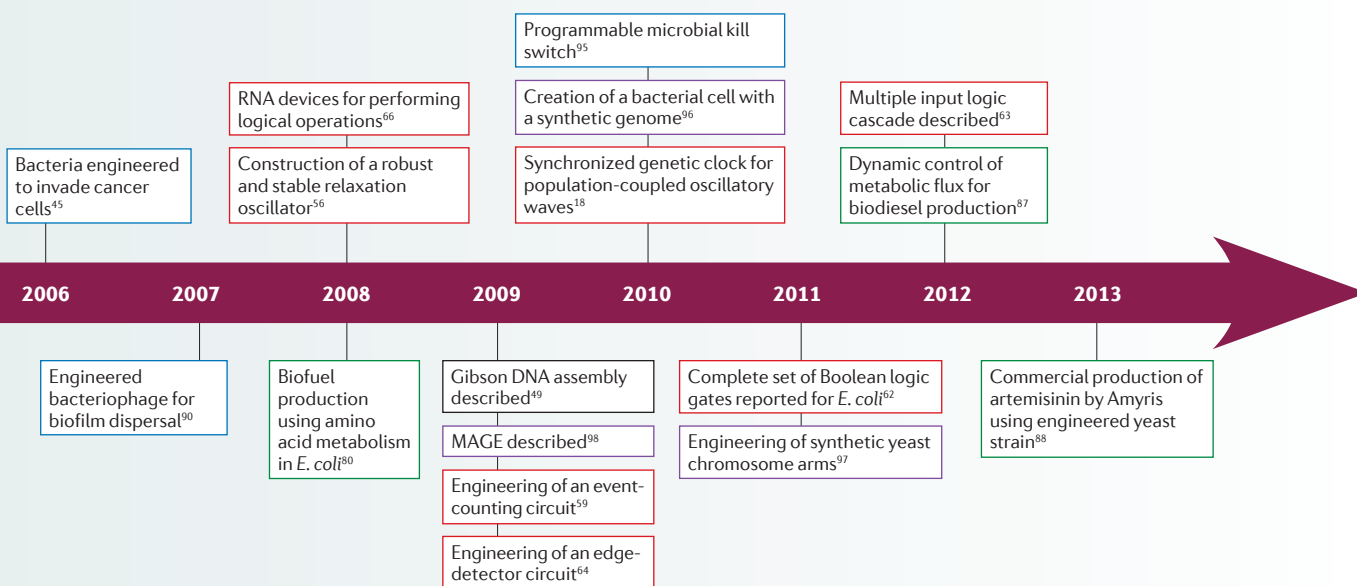 Programmable microbial kill
switch⁹⁵
RNA devices for performing
logical operations⁶⁶
Creation of a bacterial cell with
a synthetic genome⁹⁶
Multiple input logic
cascade described⁶³
Bacteria engineered
to invade cancer
cells⁴⁵
Construction of a robust
and stable relaxation
oscillator⁵⁶
Synchronized genetic clock for
population-coupled oscillatory
waves¹⁸
Dynamic control of
metabolic flux for
biodiesel production⁸⁷
2006 2007 2008 2009 2010 2011 2012 2013
Engineered
bacteriophage for
biofilm dispersal⁹⁰
Biofuel
production
using amino
acid metabolism
in E. coli⁸⁰
Gibson DNA assembly
described⁴⁹
MAGE described⁹⁸
Engineering of an event-
counting circuit⁵⁹
Engineering of an edge-
detector circuit⁶⁴
Complete set of Boolean logic
gates reported for E. coli⁶²
Engineering of synthetic yeast
chromosome arms⁹⁷
Commercial production of
artemisinin by Amyris
using engineered yeast
strain⁸⁸